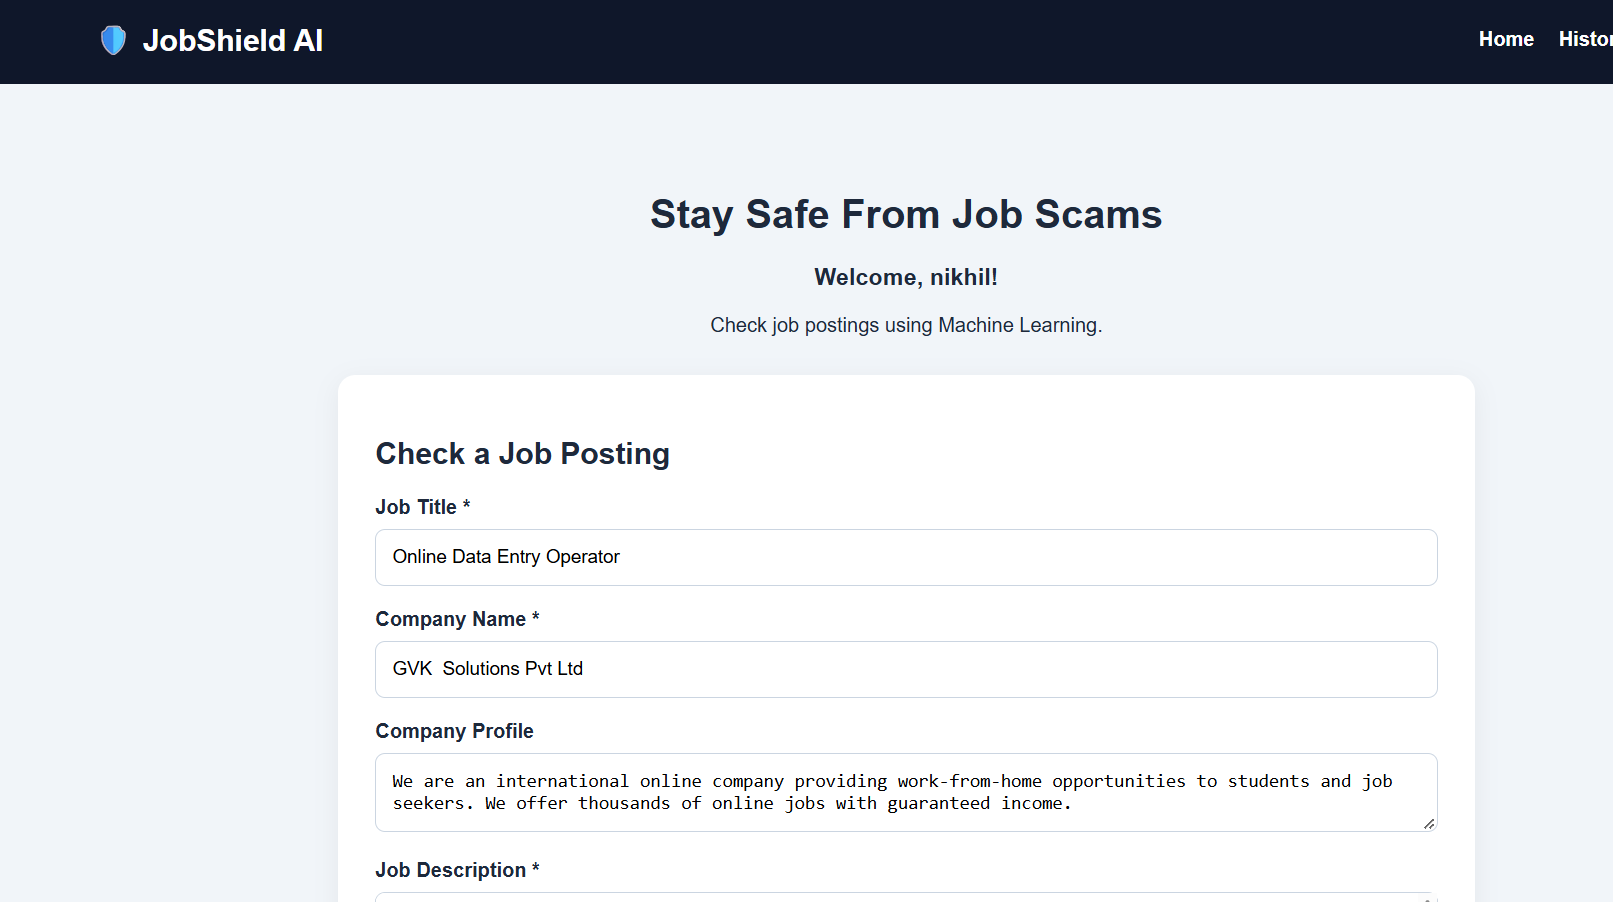 JobShield AI
Home Histor
Stay Safe From Job Scams
Welcome, nikhil!
Check job postings using Machine Learning.
Check a Job Posting
Job Title *
Online Data Entry Operator
Company Name *
GVK  Solutions Pvt Ltd
Company Profile
We are an international online company providing work-from-home opportunities to students and job
seekers. We offer thousands of online jobs with guaranteed income.
Job Description *